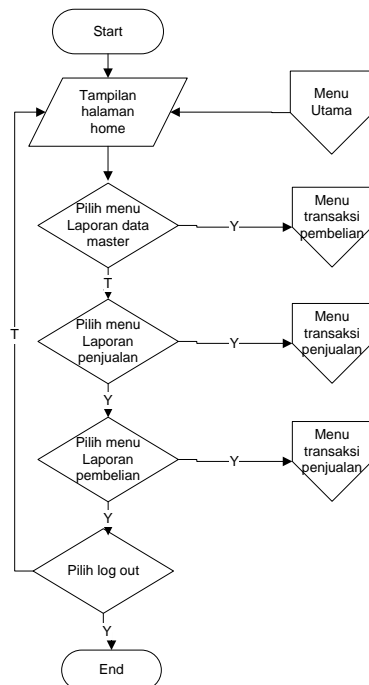 Start
Tampilan
halaman
home
Menu
Utama
Pilih menu
Laporan data
master
Y
Menu
transaksi
pembelian
T
Pilih menu
Laporan
penjualan
Y
Menu
transaksi
penjualan
T
Y
Pilih menu
Laporan
pembelian
Y
Menu
transaksi
penjualan
Y
Pilih log out
Y
End